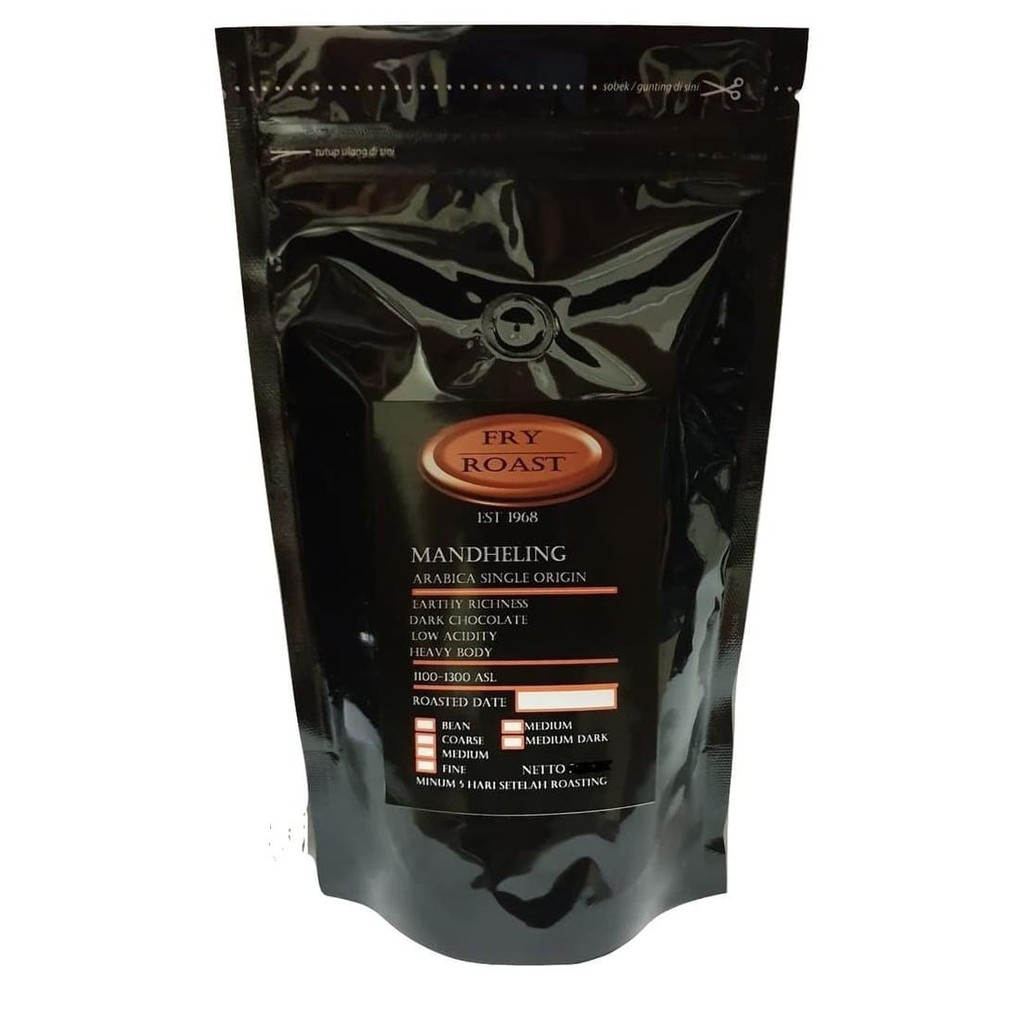 sobek / gunting di sini
tutup ulang di sini
FRY
ROAST
EST 1968
MANDHELING
ARABICA SINGLE ORIGIN
EARTHY RICHNESS
DARK CHOCOLATE
LOW ACIDITY
HEAVY BODY
1100-1300 ASL
ROASTED DATE
BEAN MEDIUM
COARSE MEDIUM DARK
MEDIUM
FINE NETTO :
MINUM 5 HARI SETELAH ROASTING